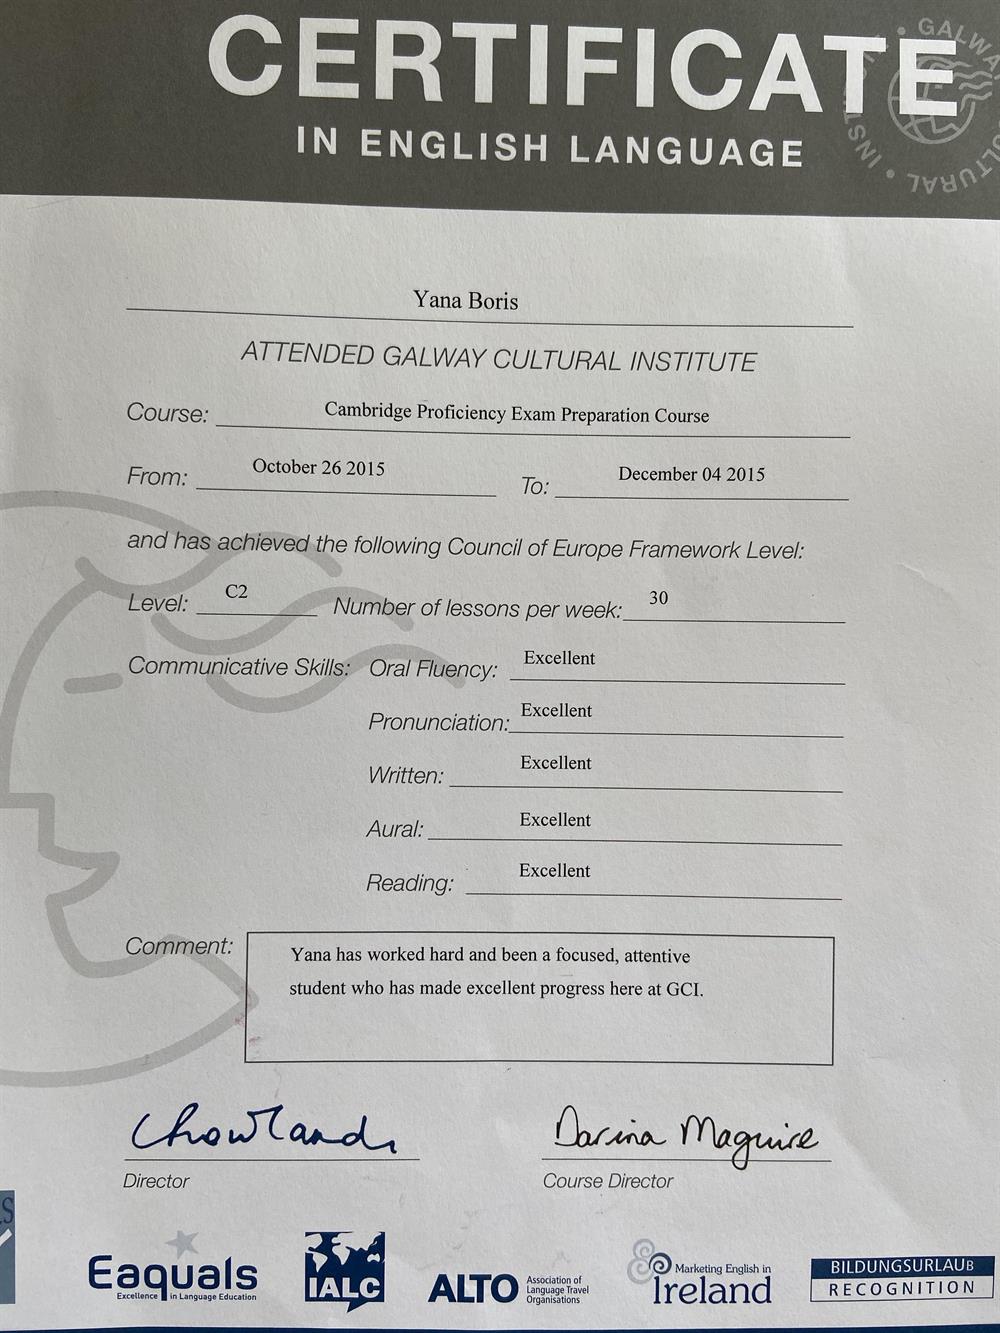 CERTIFICATE
IN ENGLISH LANGUAGE
Yana Boris
ATTENDED GALWAY CULTURAL INSTITUTE
Course: Cambridge Proficiency Exam Preparation Course
From: October 26 2015 To: December 04 2015
and has achieved the following Council of Europe Framework Level:
Level: C2 Number of lessons per week: 30
Communicative Skills: Oral Fluency: Excellent
Pronunciation: Excellent
Written: Excellent
Aural: Excellent
Reading: Excellent
Comment: Yana has worked hard and been a focused, attentive
student who has made excellent progress here at GCI.
Darina Maguire
Director
Course Director
Eaquals
Excellence in Language Education
IALC
ALTO Association of
Language Travel
Organisations
Marketing English in
Ireland
BILDUNGSURLAUB
RECOGNITION